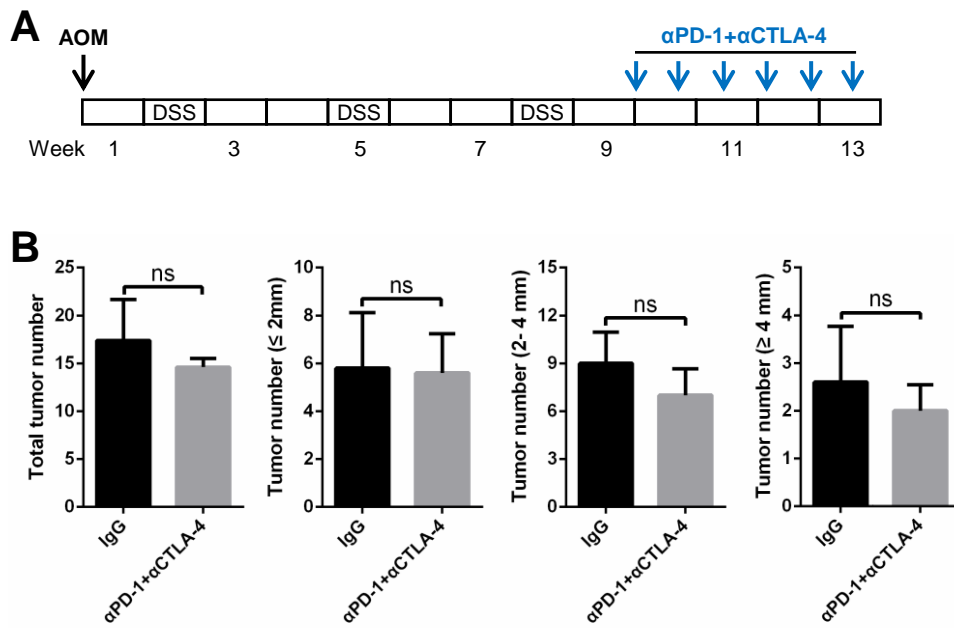 A
AOM
αPD-1+αCTLA-4
DSS DSS DSS
Week 1 3 5 7 9 11 13
B
Total tumor number
25
20
15
10
5
0
ns
IgG
αPD-1+αCTLA-4
Tumor number (≤ 2mm)
10
8
6
4
2
0
ns
IgG
αPD-1+αCTLA-4
Tumor number (2- 4 mm)
15
12
9
6
3
0
ns
IgG
αPD-1+αCTLA-4
Tumor number (≥ 4 mm)
5
4
3
2
1
0
ns
IgG
αPD-1+αCTLA-4